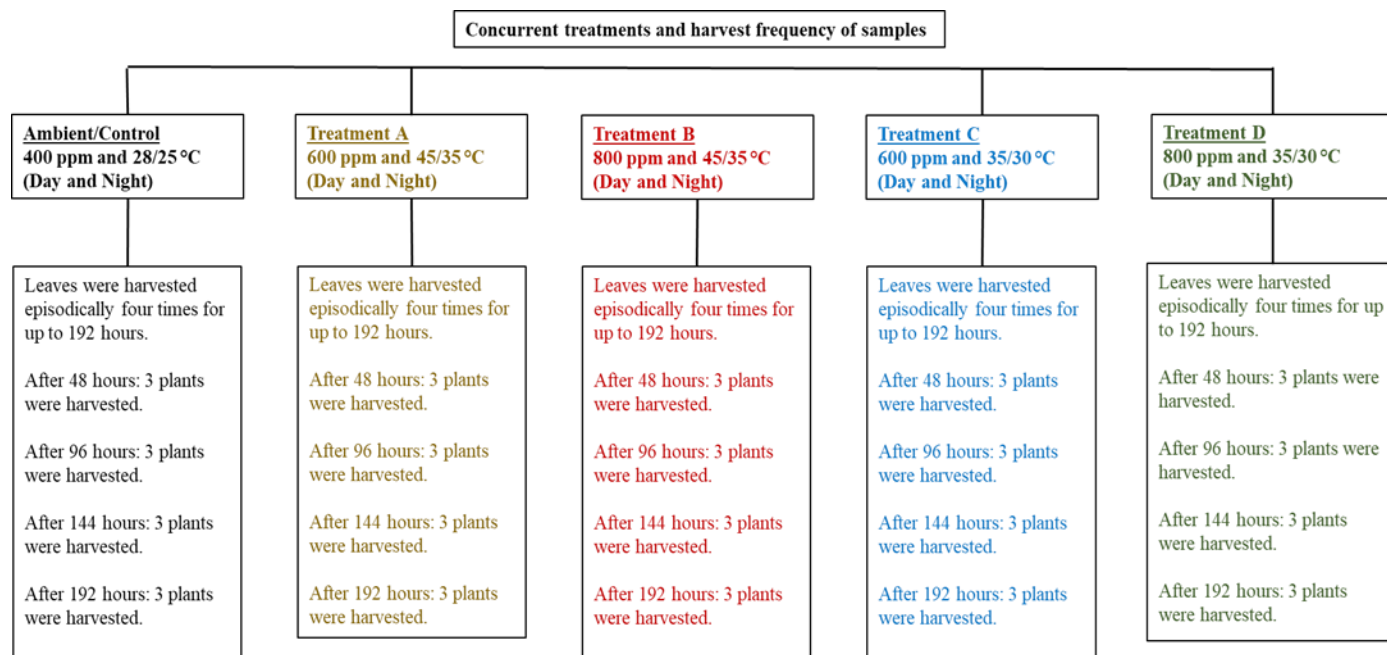 Concurrent treatments and harvest frequency of samples
Ambient/Control
400 ppm and 28/25 °C
(Day and Night)
Treatment A
600 ppm and 45/35 °C
(Day and Night)
Treatment B
800 ppm and 45/35 °C
(Day and Night)
Treatment C
600 ppm and 35/30 °C
(Day and Night)
Treatment D
800 ppm and 35/30 °C
(Day and Night)
Leaves were harvested
episodically four times for
up to 192 hours.
After 48 hours: 3 plants
were harvested.
After 96 hours: 3 plants
were harvested.
After 144 hours: 3 plants
were harvested.
After 192 hours: 3 plants
were harvested.
Leaves were harvested
episodically four times for
up to 192 hours.
After 48 hours: 3 plants
were harvested.
After 96 hours: 3 plants
were harvested.
After 144 hours: 3 plants
were harvested.
After 192 hours: 3 plants
were harvested.
Leaves were harvested
episodically four times for
up to 192 hours.
After 48 hours: 3 plants
were harvested.
After 96 hours: 3 plants
were harvested.
After 144 hours: 3 plants
were harvested.
After 192 hours: 3 plants
were harvested.
Leaves were harvested
episodically four times for
up to 192 hours.
After 48 hours: 3 plants
were harvested.
After 96 hours: 3 plants
were harvested.
After 144 hours: 3 plants
were harvested.
After 192 hours: 3 plants
were harvested.
Leaves were harvested
episodically four times for
up to 192 hours.
After 48 hours: 3 plants were
harvested.
After 96 hours: 3 plants were
harvested.
After 144 hours: 3 plants
were harvested.
After 192 hours: 3 plants
were harvested.